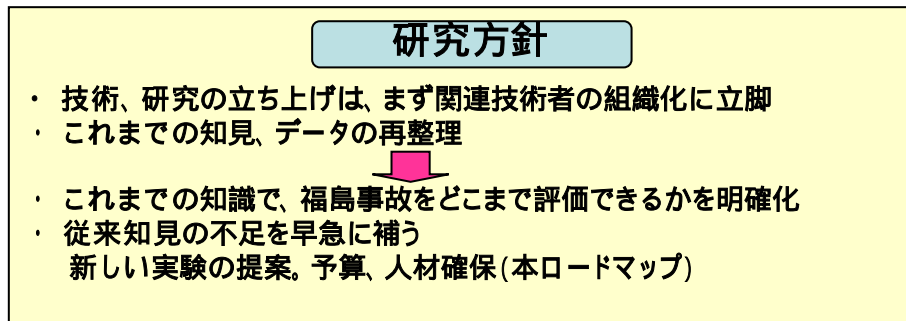 研究方針
・ 技術、研究の立ち上げは、まず関連技術者の組織化に立脚
・ これまでの知見、データの再整理
・ これまでの知識で、福島事故をどこまで評価できるかを明確化
・ 従来知見の不足を早急に補う
新しい実験の提案。予算、人材確保(本ロードマップ)